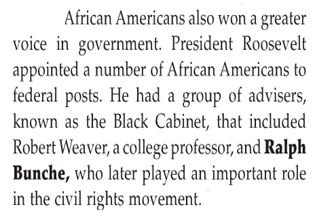 African Americans also won a greater
voice in government. President Roosevelt
appointed a number of African Americans to
federal posts. He had a group of advisers,
known as the Black Cabinet, that included
Robert Weaver, a college professor, and Ralph
Bunche, who later played an important role
in the civil rights movement.